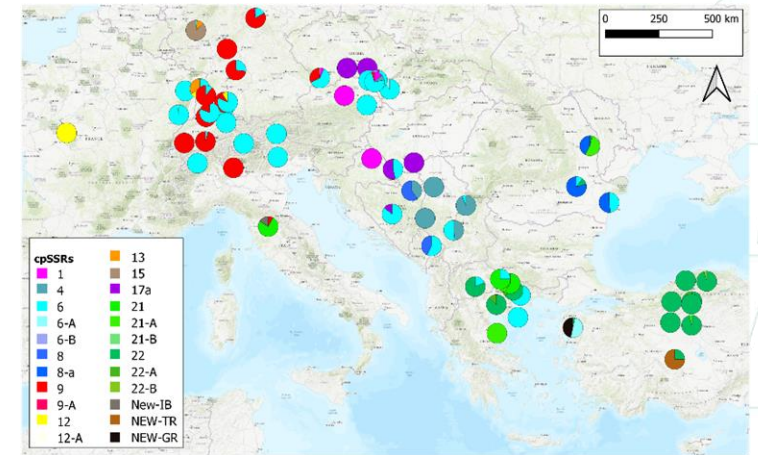 0 250 500 km
cpSSRs
1
4
6
6-A
6-B
8
8-a
9
9-A
12
12-A
13
15
17a
21
21-A
21-B
22
22-A
22-B
New-IB
NEW-TR
NEW-GR